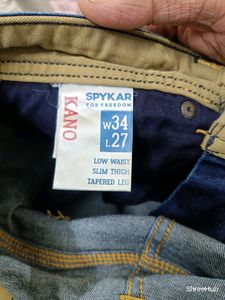 KANO
SPYKAR
FOR FREEDOM
W34
L27
LOW WAIST
SLIM THIGH
TAPERED LEG
ShreeHub